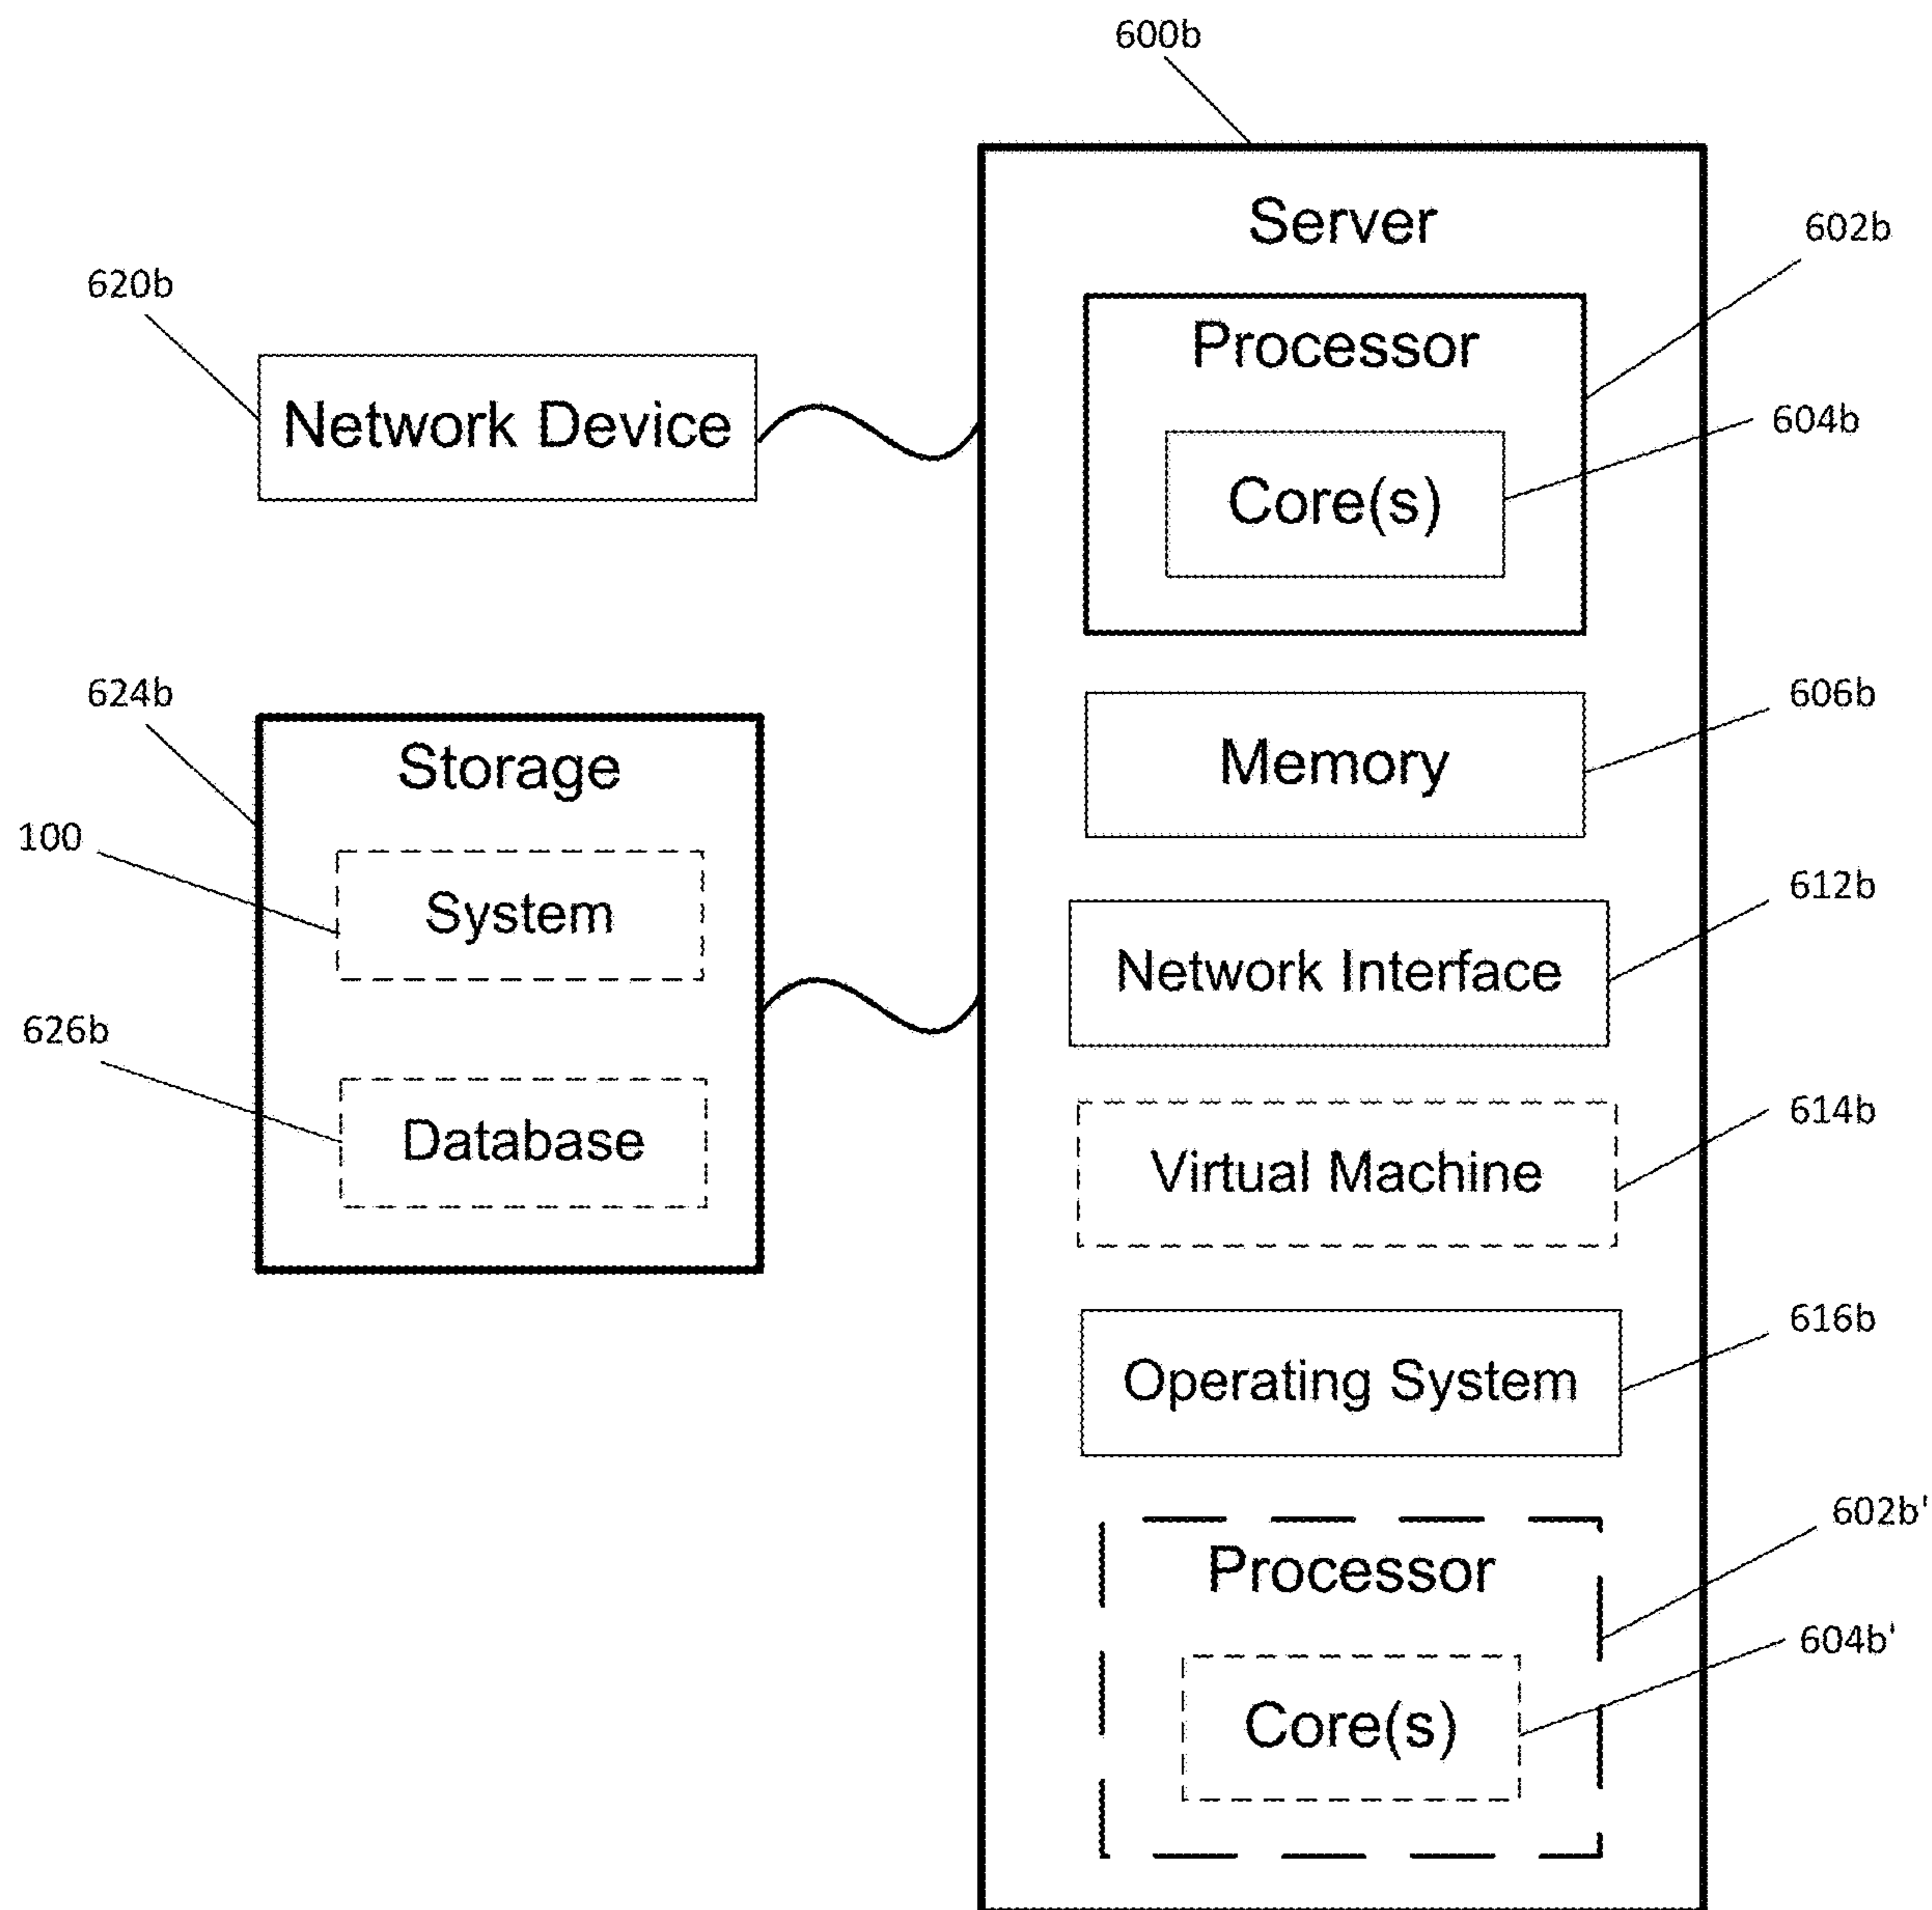 600b
Server
602b
620b
Processor
Network Device
604b
Core(s)
624b
606b
Storage
Memory
100
612b
System
Network Interface
626b
614b
Database
Virtual Machine
616b
Operating System
602b'
Processor
604b'
Core(s)